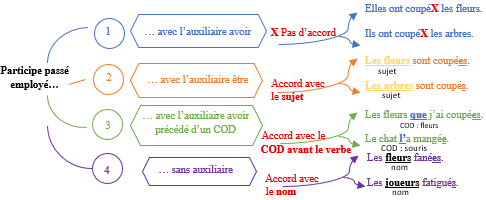 Participe passé
employé…
1
… avec l'auxiliaire avoir
X Pas d'accord
Elles ont coupéX les fleurs.
Ils ont coupéX les arbres.
2
… avec l'auxiliaire être
Accord avec
le sujet
Les fleurs sont coupées.
sujet
Les arbres sont coupés.
sujet
3
… avec l'auxiliaire avoir
précédé d'un COD
Accord avec le
COD avant le verbe
Les fleurs que j'ai coupées.
COD : fleurs
Le chat l'a mangée.
COD : souris
4
… sans auxiliaire
Accord avec
le nom
Les fleurs fanées.
nom
Les joueurs fatigués.
nom